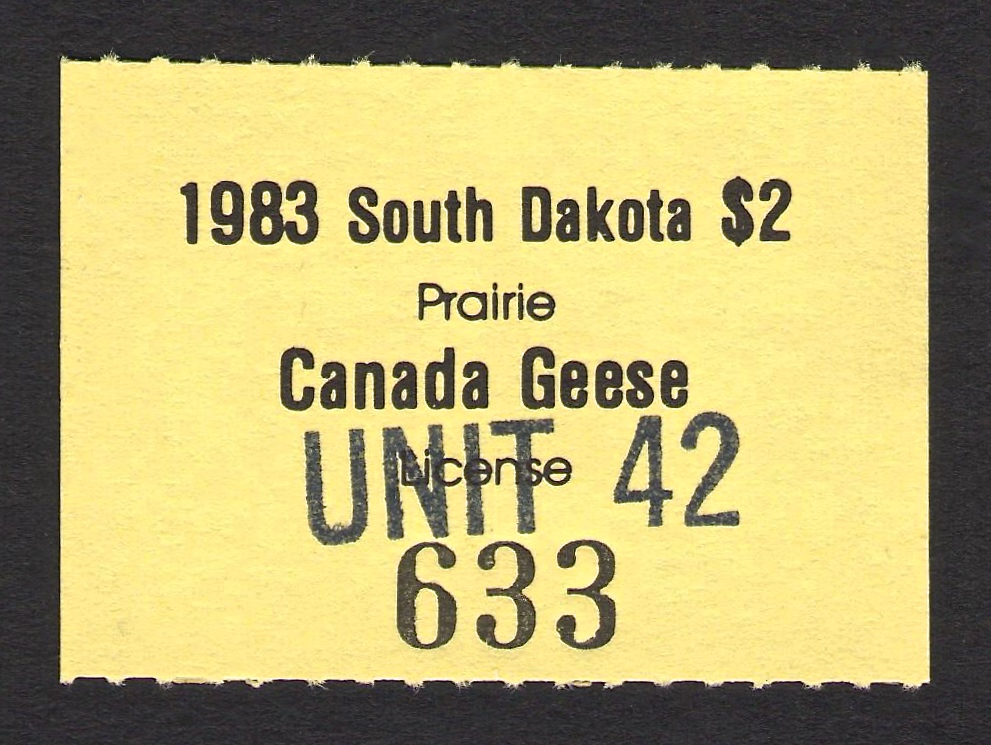 1983 South Dakota $2
Prairie
Canada Geese
License
UNIT 42
633